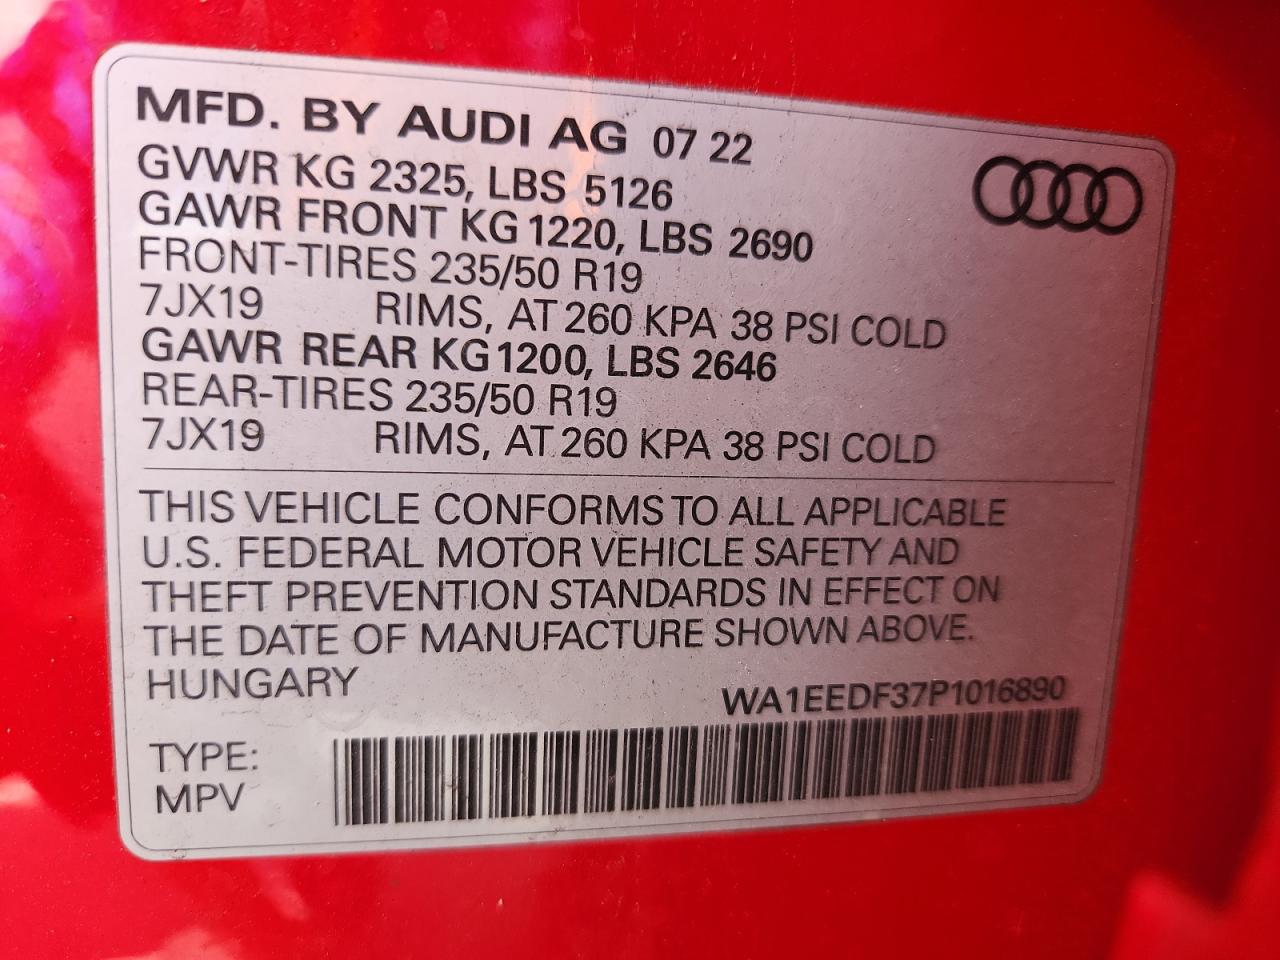 MFD. BY AUDI AG 07 22
GVWR KG 2325, LBS 5126
GAWR FRONT KG 1220, LBS 2690
FRONT-TIRES 235/50 R19
7JX19 RIMS, AT 260 KPA 38 PSI COLD
GAWR REAR KG 1200, LBS 2646
REAR-TIRES 235/50 R19
7JX19 RIMS, AT 260 KPA 38 PSI COLD
THIS VEHICLE CONFORMS TO ALL APPLICABLE
U.S. FEDERAL MOTOR VEHICLE SAFETY AND
THEFT PREVENTION STANDARDS IN EFFECT ON
THE DATE OF MANUFACTURE SHOWN ABOVE.
HUNGARY
WA1EEDF37P1016890
TYPE:
MPV